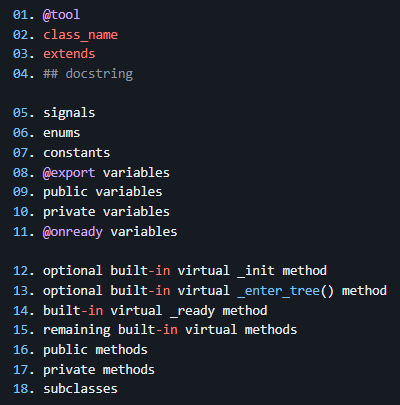 01. @tool
02. class_name
03. extends
04. ## docstring
05. signals
06. enums
07. constants
08. @export variables
09. public variables
10. private variables
11. @onready variables
12. optional built-in virtual _init method
13. optional built-in virtual _enter_tree() method
14. built-in virtual _ready method
15. remaining built-in virtual methods
16. public methods
17. private methods
18. subclasses